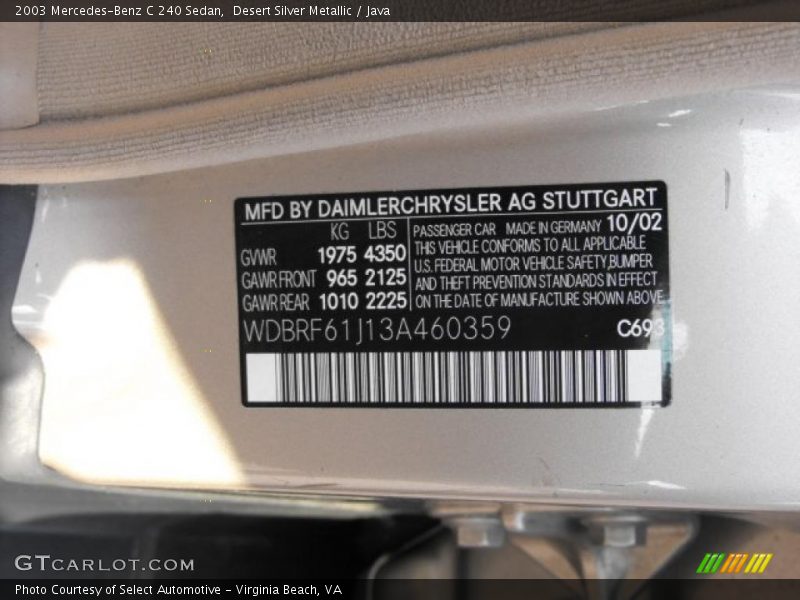 2003 Mercedes-Benz C 240 Sedan,  Desert Silver Metallic / Java
MFD BY DAIMLERCHRYSLER AG STUTTGART
KG LBS
GVWR 1975 4350
GAWR FRONT 965 2125
GAWR REAR 1010 2225
PASSENGER CAR MADE IN GERMANY 10/02
THIS VEHICLE CONFORMS TO ALL APPLICABLE
U.S. FEDERAL MOTOR VEHICLE SAFETY,BUMPER
AND THEFT PREVENTION STANDARDS IN EFFECT
ON THE DATE OF MANUFACTURE SHOWN ABOVE
WDBRF61J13A460359 C693
GTCARLOT.COM
Photo Courtesy of Select Automotive - Virginia Beach, VA